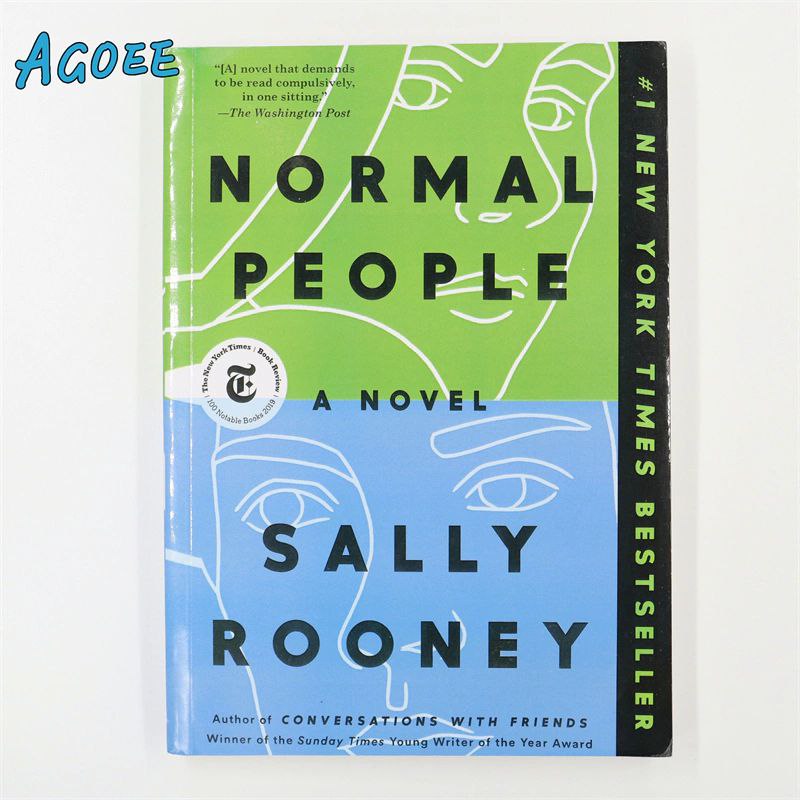 AGOEE
“[A] novel that demands
to be read compulsively,
in one sitting.”
—The Washington Post
NORMAL
PEOPLE
The New York Times | Book Review
T
100 Notable Books 2019
A NOVEL
SALLY
ROONEY
Author of CONVERSATIONS WITH FRIENDS
Winner of the Sunday Times Young Writer of the Year Award
#1 NEW YORK TIMES BESTSELLER